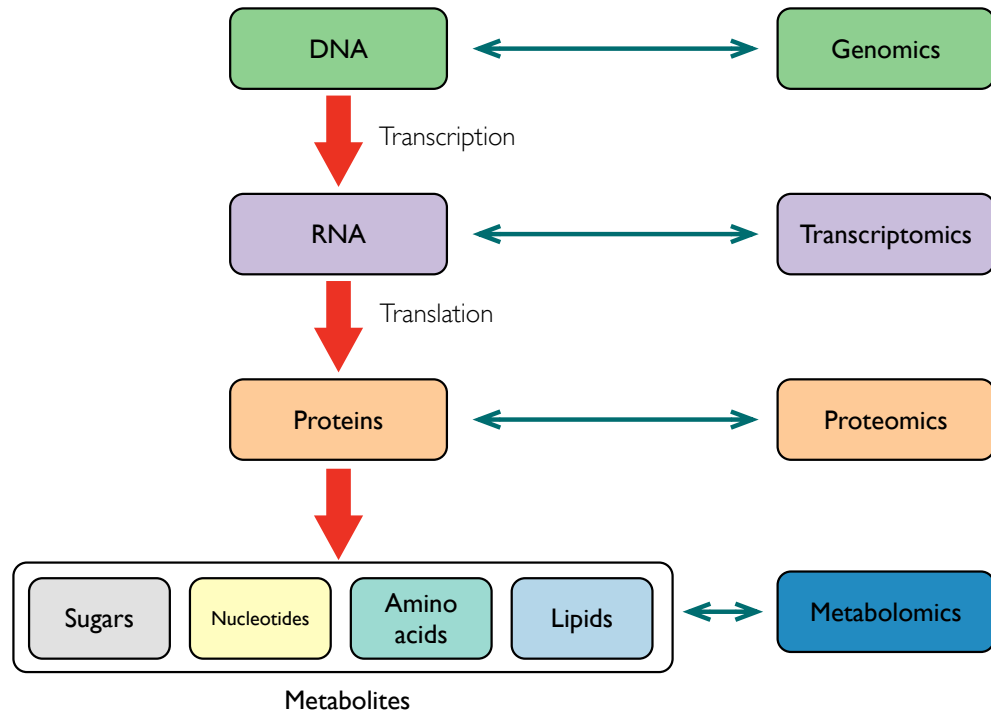 DNA
Genomics
Transcription
RNA
Transcriptomics
Translation
Proteins
Proteomics
Sugars
Nucleotides
Amino
acids
Lipids
Metabolomics
Metabolites